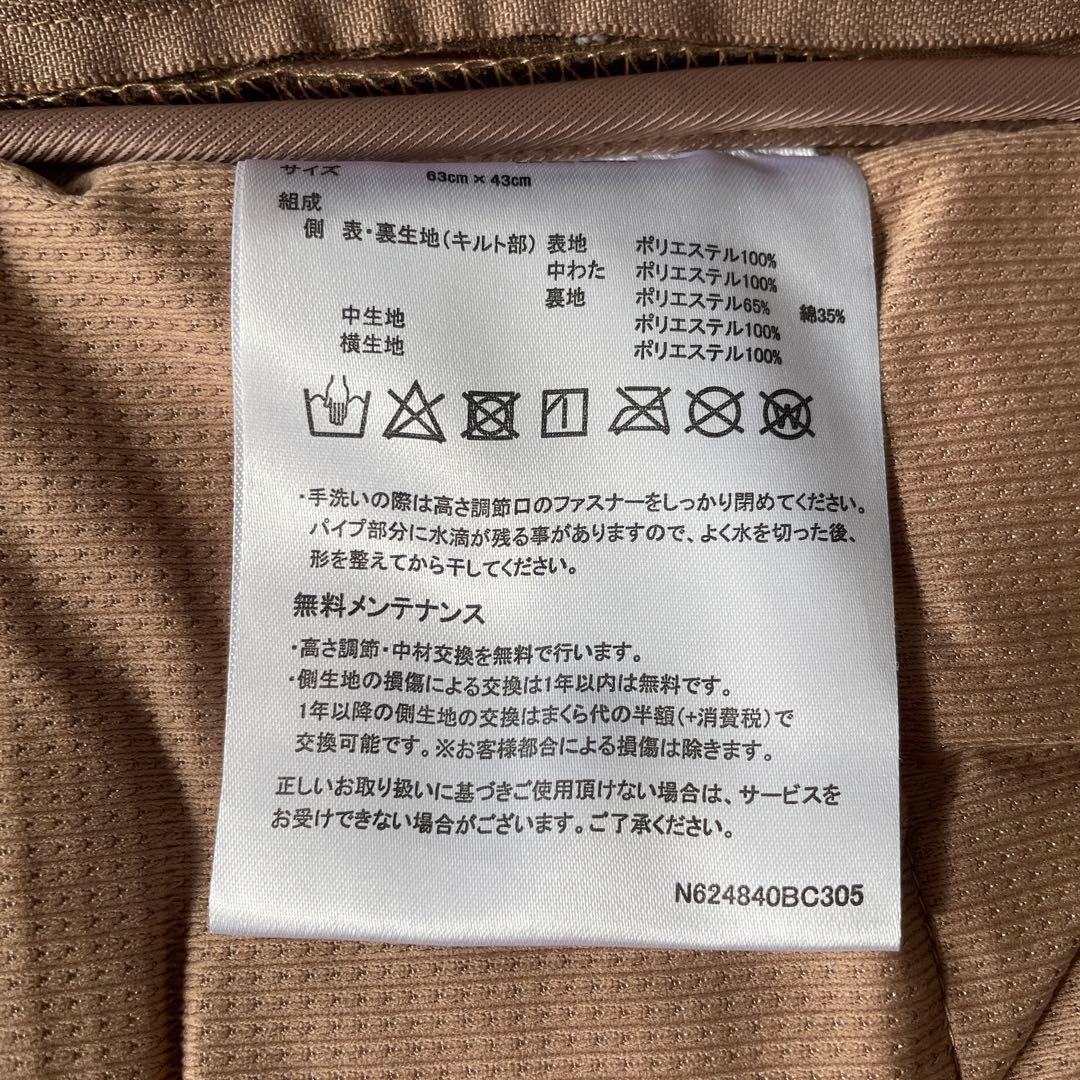 サイズ 63cm×43cm
組成
側 表・裏生地(キルト部) 表地 ポリエステル100%
中わた ポリエステル100%
裏地 ポリエステル65% 綿35%
中生地 ポリエステル100%
横生地 ポリエステル100%
W
・手洗いの際は高さ調節口のファスナーをしっかり閉めてください。
パイプ部分に水滴が残る事がありますので、よく水を切った後、
形を整えてから干してください。
無料メンテナンス
・高さ調節・中材交換を無料で行います。
・側生地の損傷による交換は1年以内は無料です。
1年以降の側生地の交換はまくら代の半額(+消費税)で
交換可能です。※お客様都合による損傷は除きます。
正しいお取り扱いに基づきご使用頂けない場合は、サービスを
お受けできない場合がございます。ご了承ください。
N624840BC305